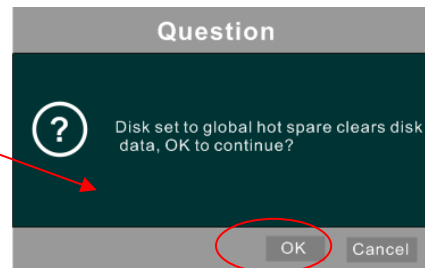 Question
?
Disk set to global hot spare clears disk
data, OK to continue?
OK Cancel